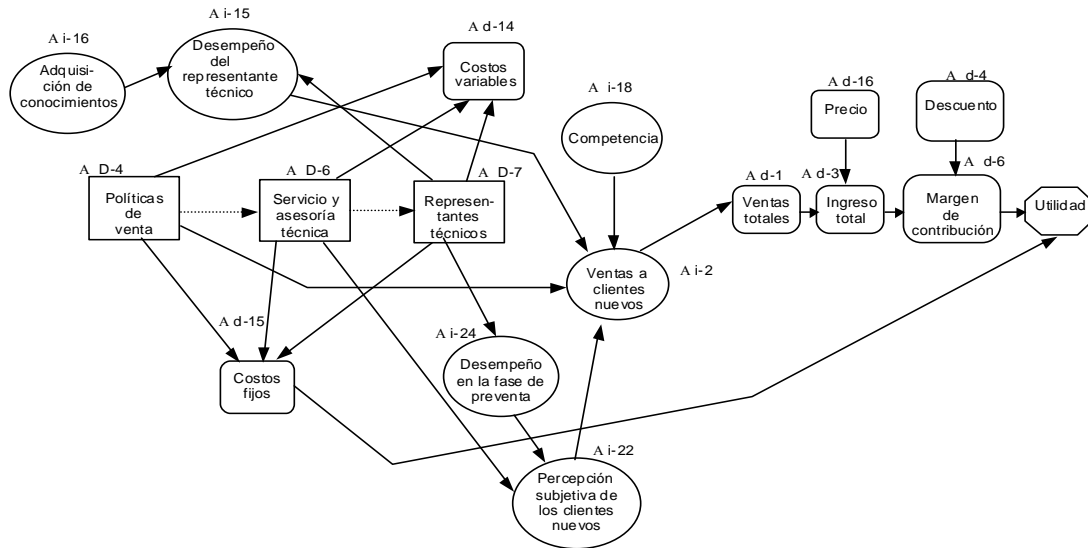 A i-16
Adquisi-
ción de
conocimientos
A i-15
Desempeño
del
representante
técnico
A d-14
Costos
variables
A i-18
Competencia
A d-16
Precio
A d-4
Descuento
A D-4
Políticas
de
venta
A D-6
Servicio y
asesoría
técnica
A D-7
Represen-
tantes
técnicos
A d-1
Ventas
totales
A d-3
Ingreso
total
A d-6
Margen
de
contribución
Utilidad
A i-2
Ventas a
clientes
nuevos
A d-15
Costos
fijos
A i-24
Desempeño
en la fase de
preventa
A i-22
Percepción
subjetiva de
los clientes
nuevos